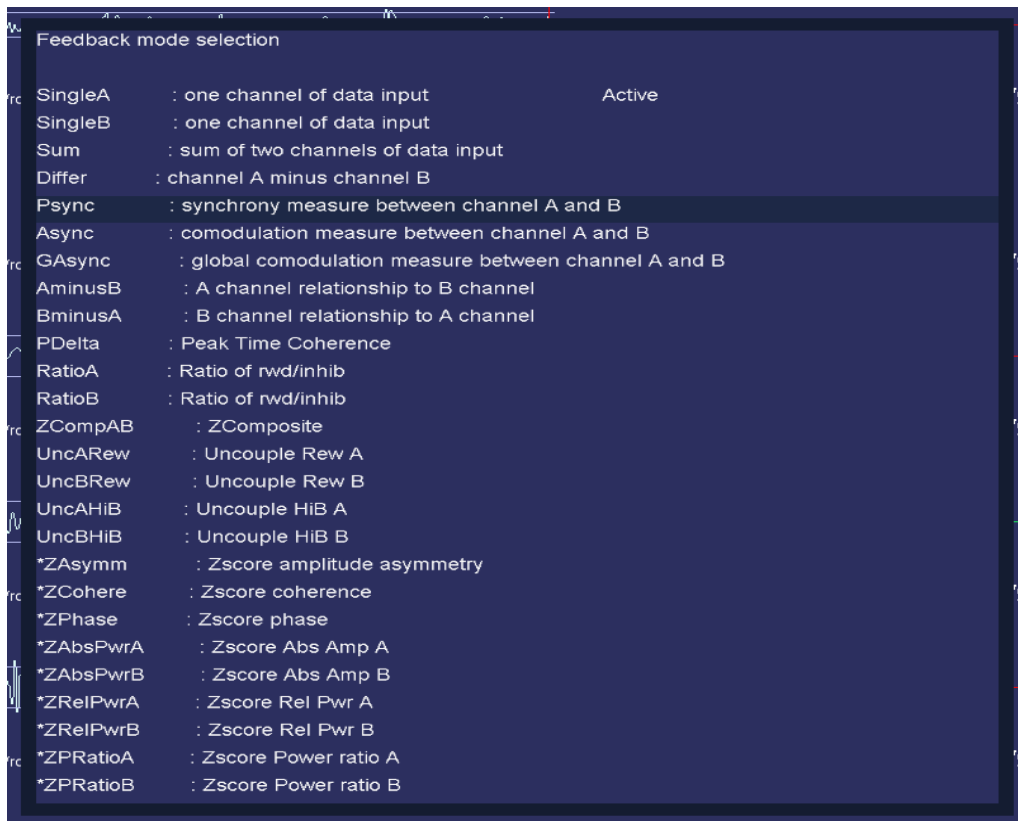 Feedback mode selection
SingleA : one channel of data input Active
SingleB : one channel of data input
Sum : sum of two channels of data input
Differ : channel A minus channel B
Psync : synchrony measure between channel A and B
Async : comodulation measure between channel A and B
GAsync : global comodulation measure between channel A and B
AminusB : A channel relationship to B channel
BminusA : B channel relationship to A channel
PDelta : Peak Time Coherence
RatioA : Ratio of rwd/inhib
RatioB : Ratio of rwd/inhib
ZCompAB : ZComposite
UncARew : Uncouple Rew A
UncBRew : Uncouple Rew B
UncAHiB : Uncouple HiB A
UncBHiB : Uncouple HiB B
*ZAsymm : Zscore amplitude asymmetry
*ZCohere : Zscore coherence
*ZPhase : Zscore phase
*ZAbsPwrA : Zscore Abs Amp A
*ZAbsPwrB : Zscore Abs Amp B
*ZRelPwrA : Zscore Rel Pwr A
*ZRelPwrB : Zscore Rel Pwr B
*ZPRatioA : Zscore Power ratio A
*ZPRatioB : Zscore Power ratio B